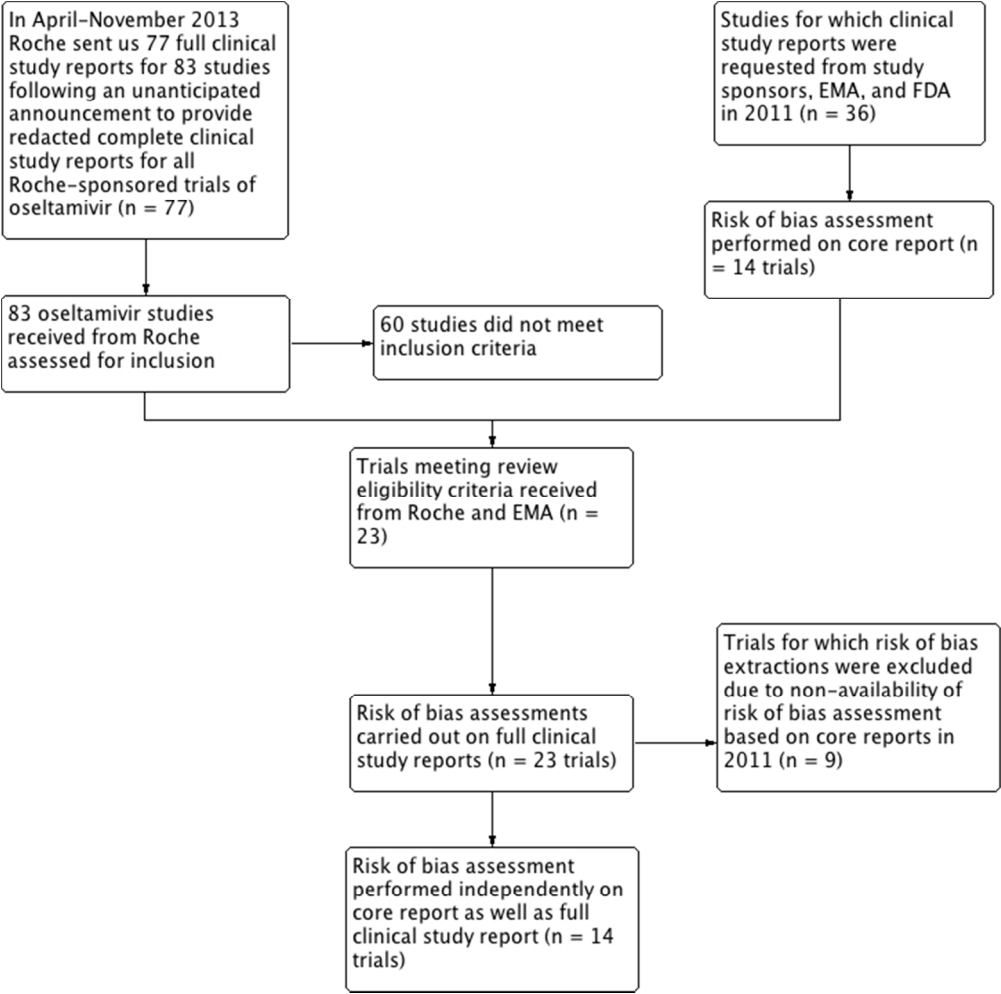 In April–November 2013
Roche sent us 77 full clinical
study reports for 83 studies
following an unanticipated
announcement to provide
redacted complete clinical
study reports for all
Roche–sponsored trials of
oseltamivir (n = 77)
Studies for which clinical
study reports were
requested from study
sponsors, EMA, and FDA
in 2011 (n = 36)
Risk of bias assessment
performed on core report (n
= 14 trials)
83 oseltamivir studies
received from Roche
assessed for inclusion
60 studies did not meet
inclusion criteria
Trials meeting review
eligibility criteria received
from Roche and EMA (n =
23)
Risk of bias assessments
carried out on full clinical
study reports (n = 23 trials)
Trials for which risk of bias
extractions were excluded
due to non–availability of
risk of bias assessment
based on core reports in
2011 (n = 9)
Risk of bias assessment
performed independently on
core report as well as full
clinical study report (n = 14
trials)